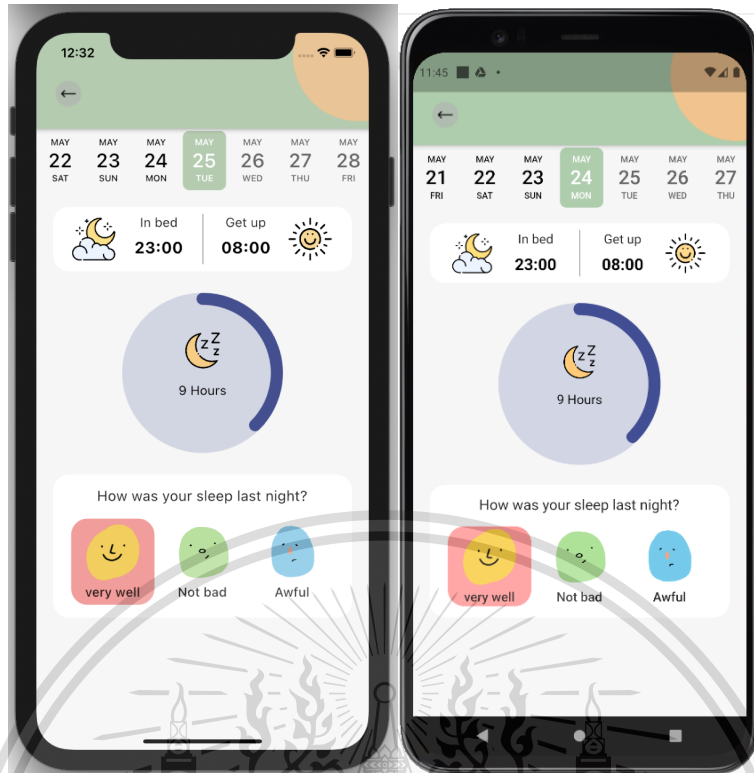 12:32
MAY MAY MAY MAY MAY MAY MAY
22 23 24 25 26 27 28
SAT SUN MON TUE WED THU FRI
In bed Get up
23:00 08:00
z Z z
9 Hours
How was your sleep last night?
very well Not bad Awful
11:45
MAY MAY MAY MAY MAY MAY MAY
21 22 23 24 25 26 27
FRI SAT SUN MON TUE WED THU
In bed Get up
23:00 08:00
z Z z
9 Hours
How was your sleep last night?
very well Not bad Awful